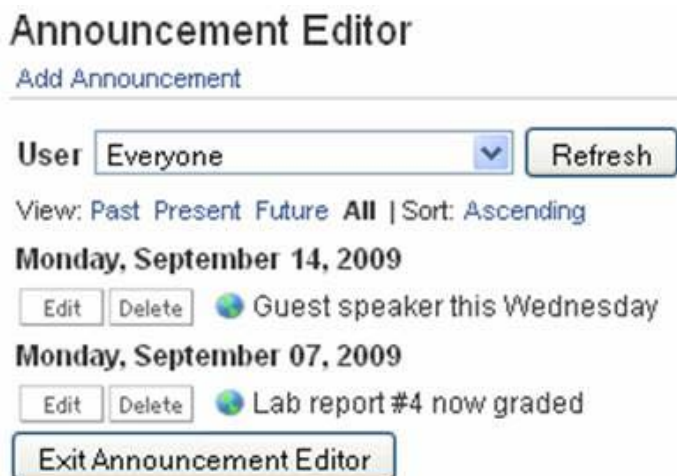 Announcement Editor
Add Announcement
User Everyone Refresh
View: Past Present Future All | Sort: Ascending
Monday, September 14, 2009
Edit Delete Guest speaker this Wednesday
Monday, September 07, 2009
Edit Delete Lab report #4 now graded
Exit Announcement Editor